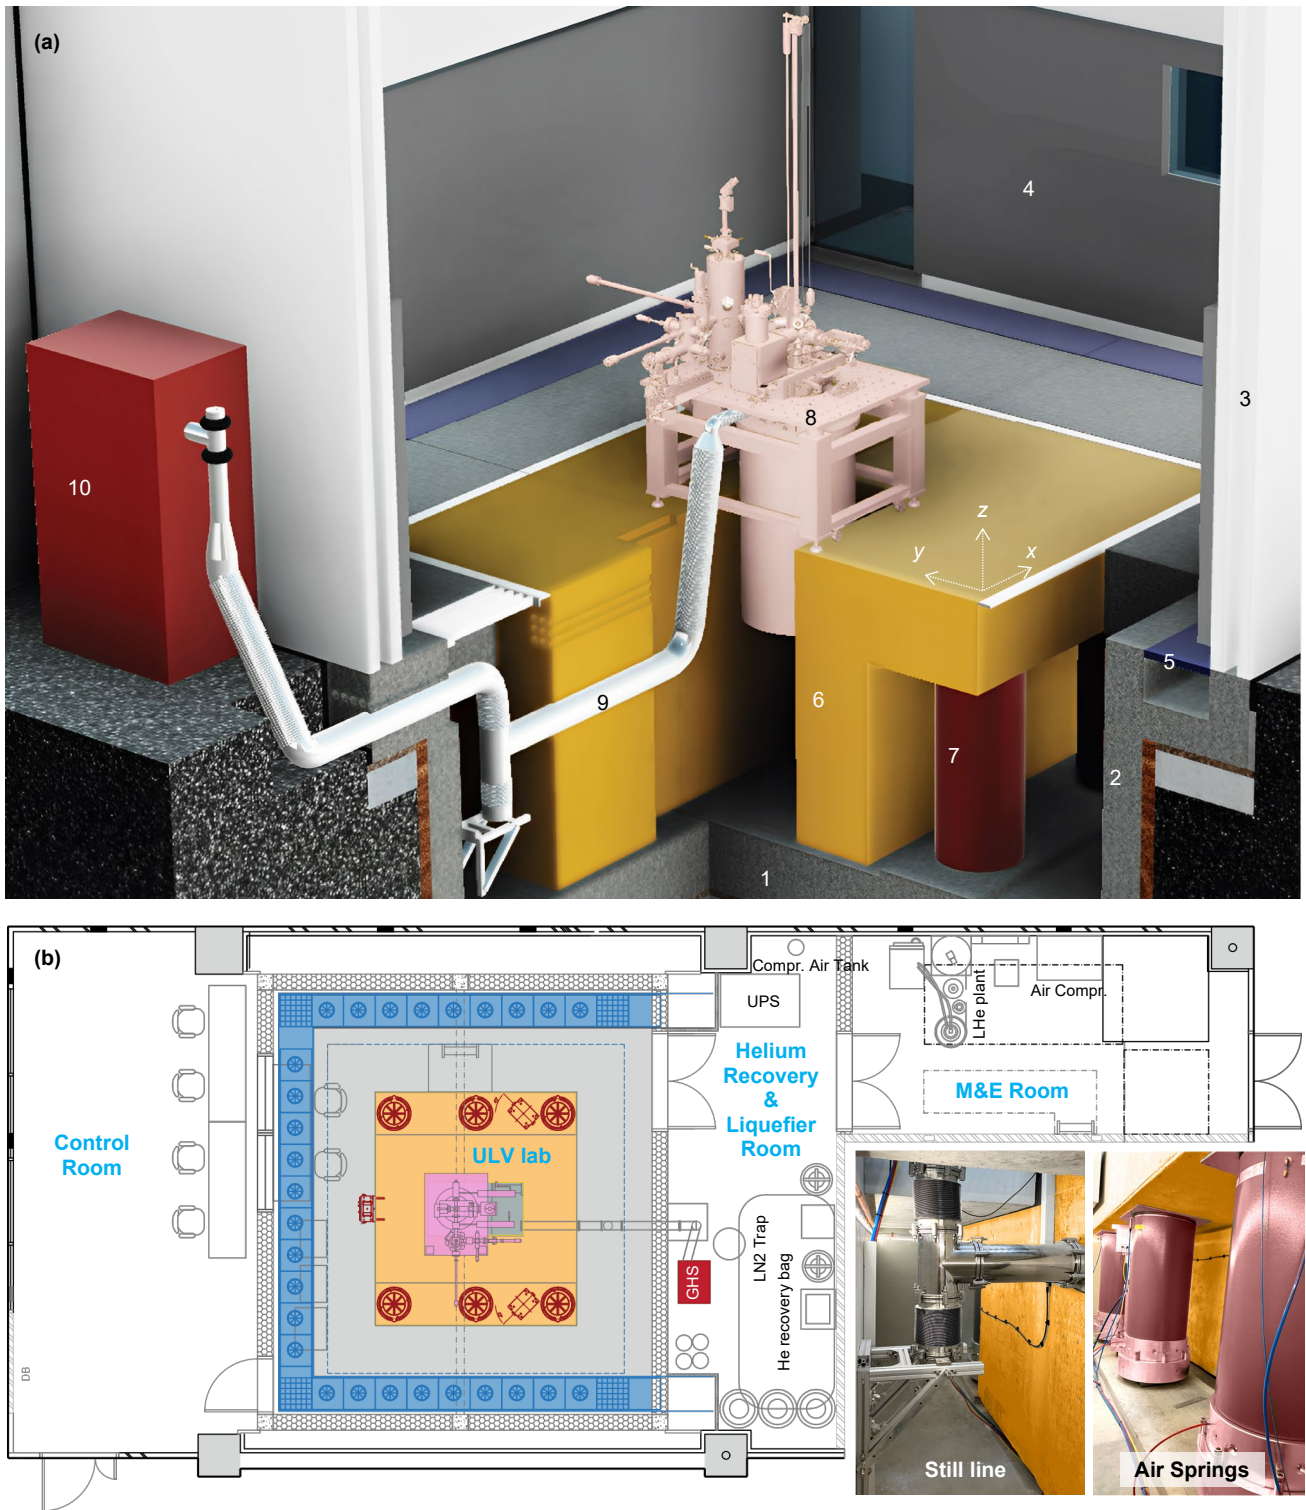 (a)
4
3
8
10
z
y
x
5
6
9
7
2
1
(b)
Compr. Air Tank
UPS
LHe plant
Air Compr.
Helium
Recovery
&
Liquefier
Room
M&E Room
Control
Room
ULV lab
GHS
LN2 Trap
He recovery bag
DB
Still line
Air Springs